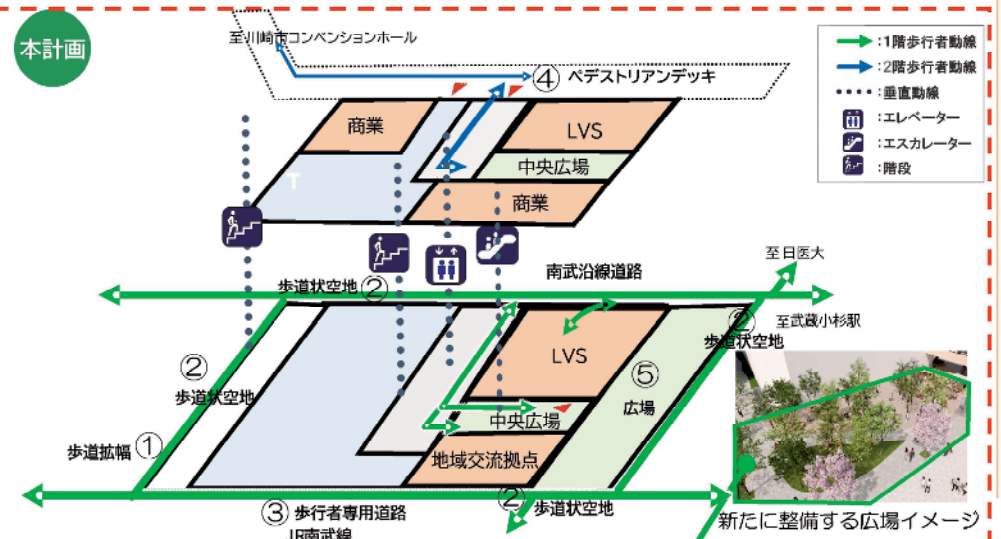 本計画
至川崎市コンベンションホール
④ ペデストリアンデッキ
:1階歩行者動線
:2階歩行者動線
:垂直動線
:エレベーター
:エスカレーター
:階段
商業
LVS
中央広場
商業
T
南武沿線道路
至日医大
歩道状空地②
至武蔵小杉駅
②
歩道状空地
②
歩道状空地
LVS
⑤
広場
中央広場
歩道拡幅①
地域交流拠点
②
歩道状空地
③ 歩行者専用道路
JR南武線
新たに整備する広場イメージ